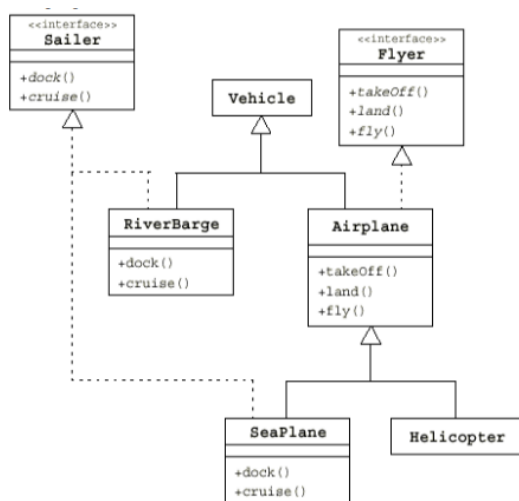 <<interface>>
Sailer
+dock()
+cruise()
<<interface>>
Flyer
+takeOff()
+land()
+fly()
Vehicle
RiverBarge
+dock()
+cruise()
Airplane
+takeOff()
+land()
+fly()
SeaPlane
+dock()
+cruise()
Helicopter